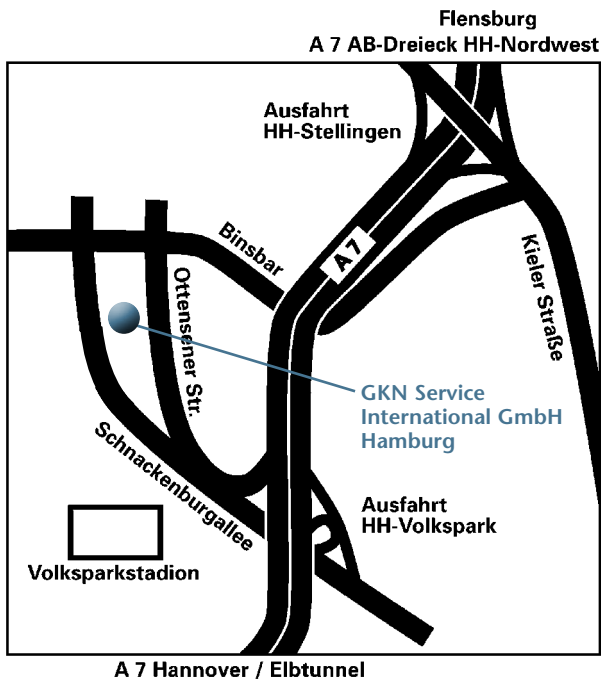 Flensburg
A 7 AB-Dreieck HH-Nordwest
Ausfahrt
HH-Stellingen
Binsbar
A 7
Kieler Straße
Ottensener Str.
GKN Service
International GmbH
Hamburg
Schnackenburgallee
Ausfahrt
HH-Volkspark
Volksparkstadion
A 7 Hannover / Elbtunnel